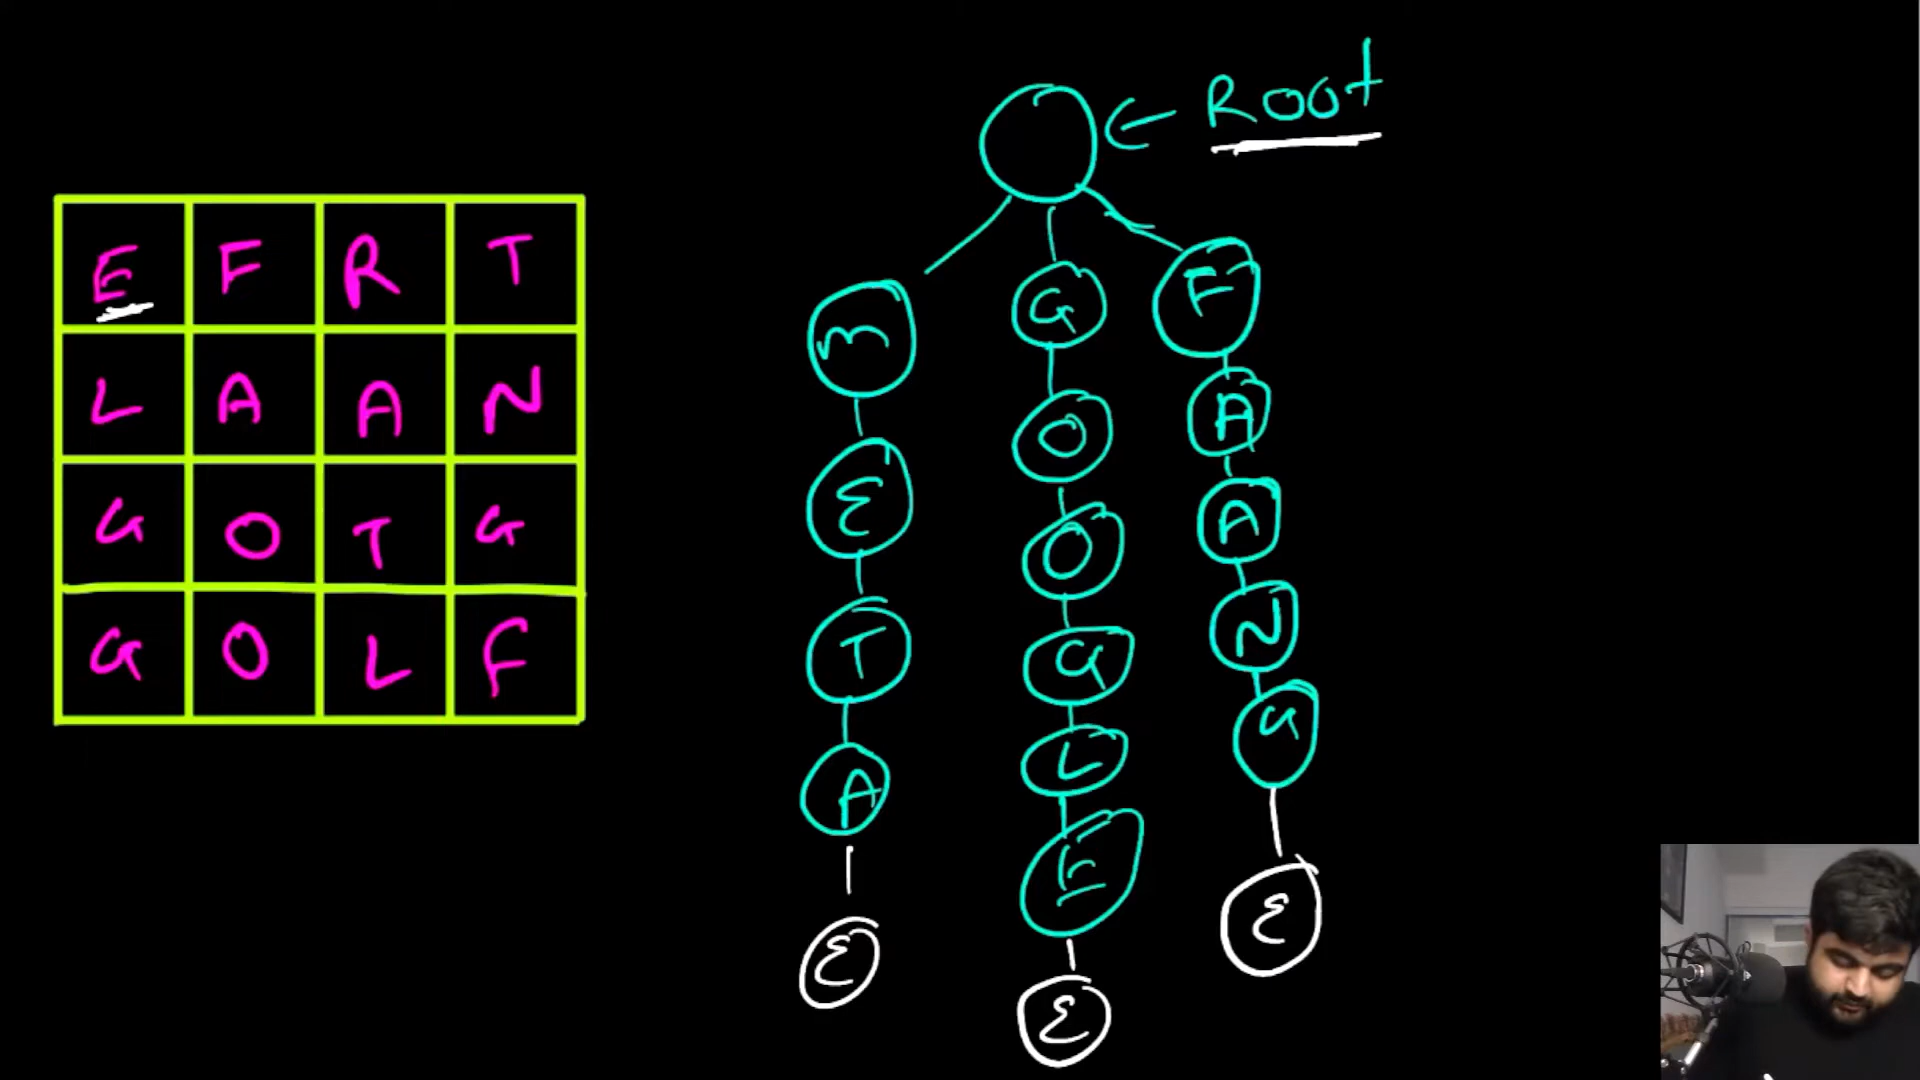 Root
E F R T
L A A N
G O T G
G O L F
M G F
E O A
T O A
A G N
E L G
E E
E